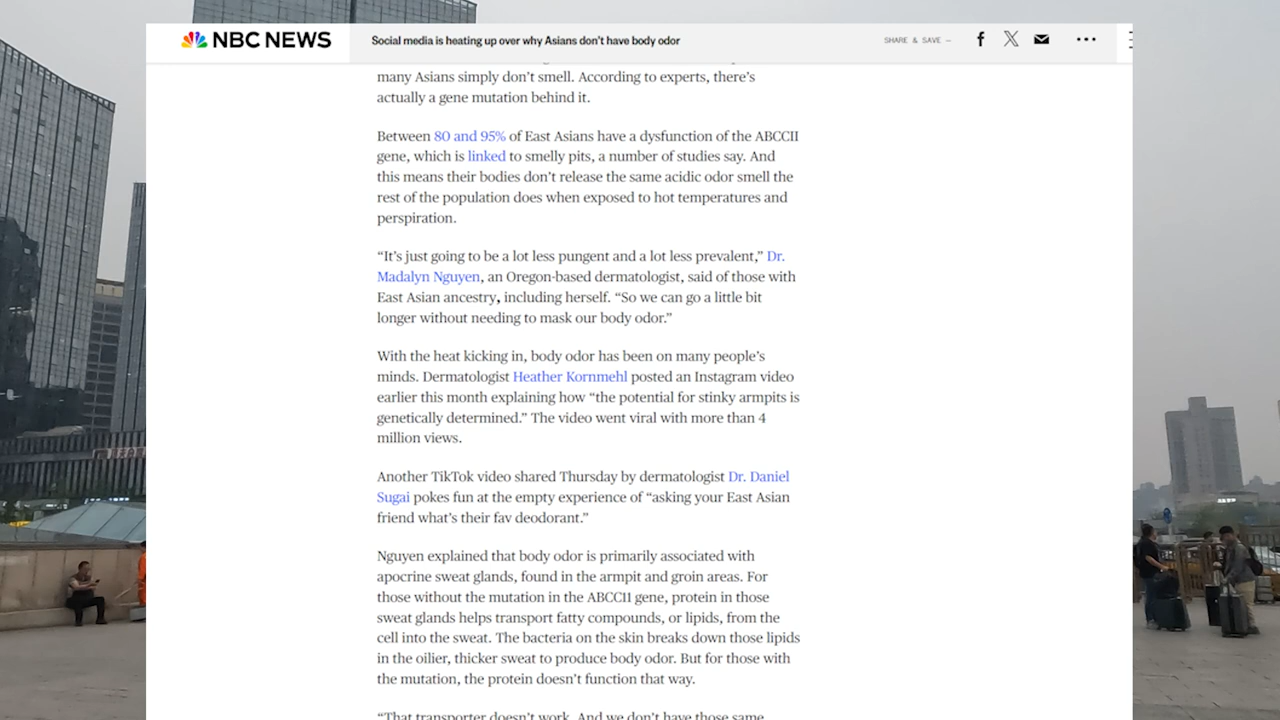 NBC NEWS
Social media is heating up over why Asians don't have body odor
SHARE & SAVE —
many Asians simply don't smell. According to experts, there's
actually a gene mutation behind it.
Between 80 and 95% of East Asians have a dysfunction of the ABCC11
gene, which is linked to smelly pits, a number of studies say. And
this means their bodies don't release the same acidic odor smell the
rest of the population does when exposed to hot temperatures and
perspiration.
“It's just going to be a lot less pungent and a lot less prevalent,” Dr.
Madalyn Nguyen, an Oregon-based dermatologist, said of those with
East Asian ancestry, including herself. “So we can go a little bit
longer without needing to mask our body odor.”
With the heat kicking in, body odor has been on many people's
minds. Dermatologist Heather Kornmehl posted an Instagram video
earlier this month explaining how “the potential for stinky armpits is
genetically determined.” The video went viral with more than 4
million views.
Another TikTok video shared Thursday by dermatologist Dr. Daniel
Sugai pokes fun at the empty experience of “asking your East Asian
friend what's their fav deodorant.”
Nguyen explained that body odor is primarily associated with
apocrine sweat glands, found in the armpit and groin areas. For
those without the mutation in the ABCC11 gene, protein in those
sweat glands helps transport fatty compounds, or lipids, from the
cell into the sweat. The bacteria on the skin breaks down those lipids
in the oilier, thicker sweat to produce body odor. But for those with
the mutation, the protein doesn't function that way.
“That transporter doesn't work. And we don't have those same